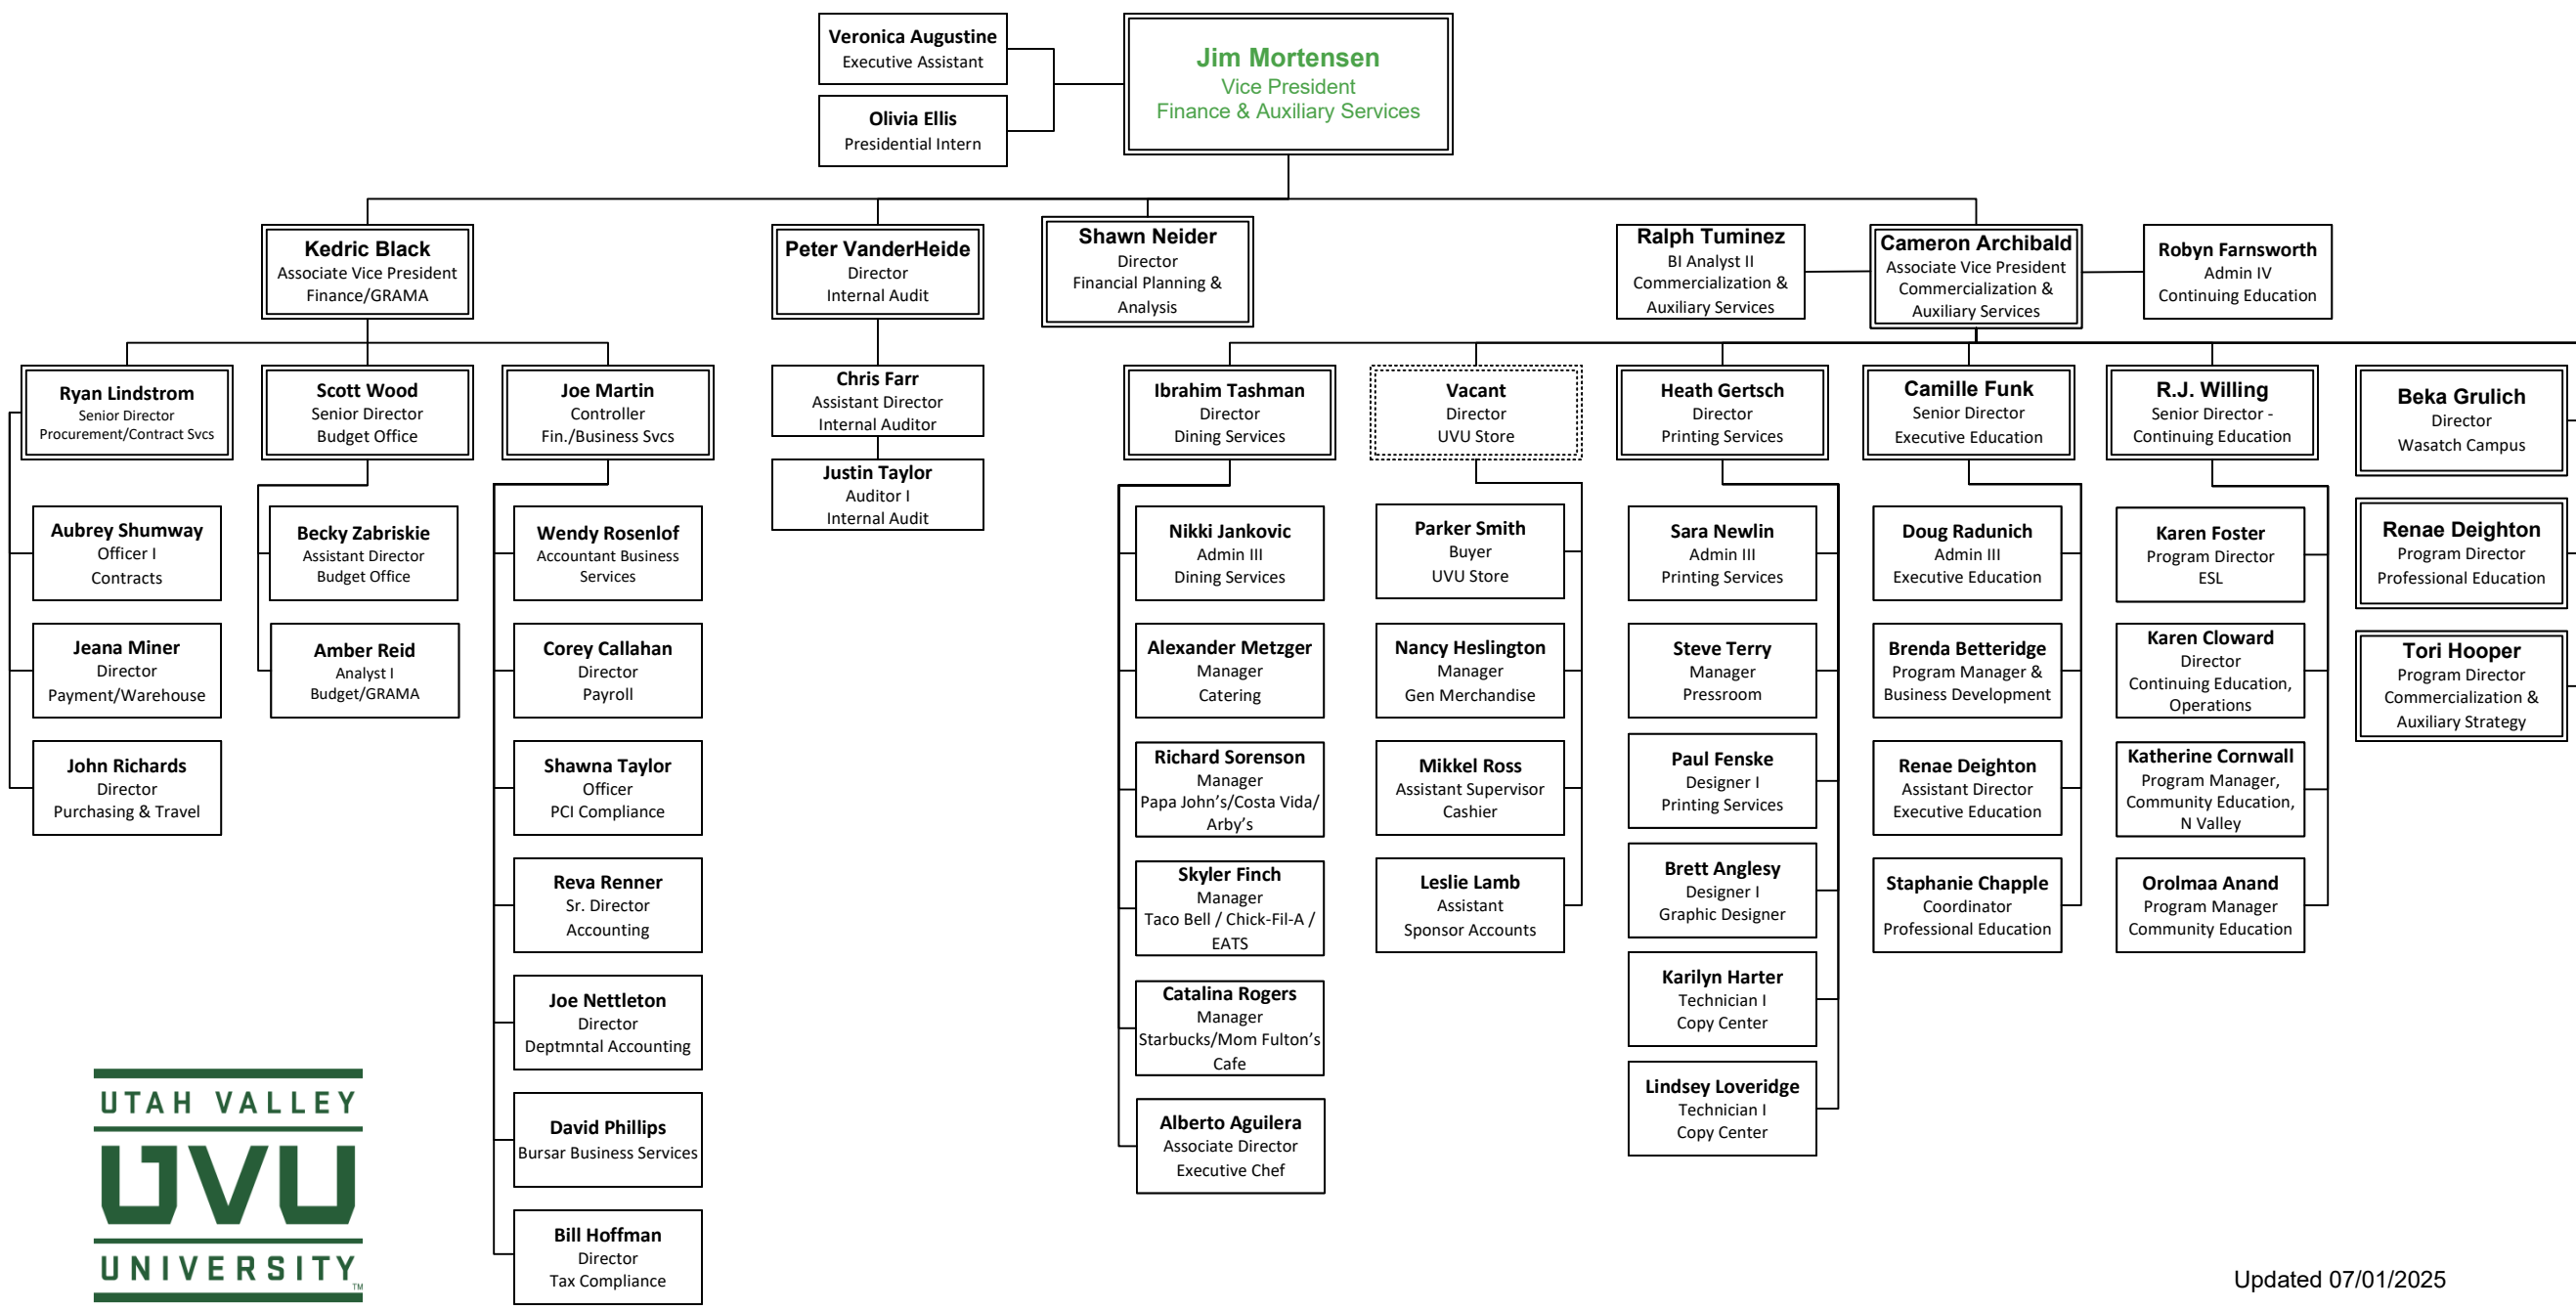 Veronica Augustine
Executive Assistant
Olivia Ellis
Presidential Intern
Jim Mortensen
Vice President
Finance & Auxiliary Services
Kedric Black
Associate Vice President
Finance/GRAMA
Peter VanderHeide
Director
Internal Audit
Shawn Neider
Director
Financial Planning &
Analysis
Ralph Tuminez
BI Analyst II
Commercialization &
Auxiliary Services
Cameron Archibald
Associate Vice President
Commercialization &
Auxiliary Services
Robyn Farnsworth
Admin IV
Continuing Education
Ryan Lindstrom
Senior Director
Procurement/Contract Svcs
Scott Wood
Senior Director
Budget Office
Joe Martin
Controller
Fin./Business Svcs
Chris Farr
Assistant Director
Internal Auditor
Justin Taylor
Auditor I
Internal Audit
Ibrahim Tashman
Director
Dining Services
Vacant
Director
UVU Store
Heath Gertsch
Director
Printing Services
Camille Funk
Senior Director
Executive Education
R.J. Willing
Senior Director -
Continuing Education
Beka Grulich
Director
Wasatch Campus
Renae Deighton
Program Director
Professional Education
Tori Hooper
Program Director
Commercialization &
Auxiliary Strategy
Aubrey Shumway
Officer I
Contracts
Jeana Miner
Director
Payment/Warehouse
John Richards
Director
Purchasing & Travel
Becky Zabriskie
Assistant Director
Budget Office
Amber Reid
Analyst I
Budget/GRAMA
Wendy Rosenlof
Accountant Business
Services
Corey Callahan
Director
Payroll
Shawna Taylor
Officer
PCI Compliance
Reva Renner
Sr. Director
Accounting
Joe Nettleton
Director
Deptmntal Accounting
David Phillips
Bursar Business Services
Bill Hoffman
Director
Tax Compliance
Nikki Jankovic
Admin III
Dining Services
Alexander Metzger
Manager
Catering
Richard Sorenson
Manager
Papa John's/Costa Vida/
Arby's
Skyler Finch
Manager
Taco Bell / Chick-Fil-A /
EATS
Catalina Rogers
Manager
Starbucks/Mom Fulton's
Cafe
Alberto Aguilera
Associate Director
Executive Chef
Parker Smith
Buyer
UVU Store
Nancy Heslington
Manager
Gen Merchandise
Mikkel Ross
Assistant Supervisor
Cashier
Leslie Lamb
Assistant
Sponsor Accounts
Sara Newlin
Admin III
Printing Services
Steve Terry
Manager
Pressroom
Paul Fenske
Designer I
Printing Services
Brett Anglesy
Designer I
Graphic Designer
Karilyn Harter
Technician I
Copy Center
Lindsey Loveridge
Technician I
Copy Center
Doug Radunich
Admin III
Executive Education
Brenda Betteridge
Program Manager &
Business Development
Renae Deighton
Assistant Director
Executive Education
Staphanie Chapple
Coordinator
Professional Education
Karen Foster
Program Director
ESL
Karen Cloward
Director
Continuing Education,
Operations
Katherine Cornwall
Program Manager,
Community Education,
N Valley
Orolmaa Anand
Program Manager
Community Education
UTAH VALLEY
UVU
UNIVERSITY
TM
Updated 07/01/2025